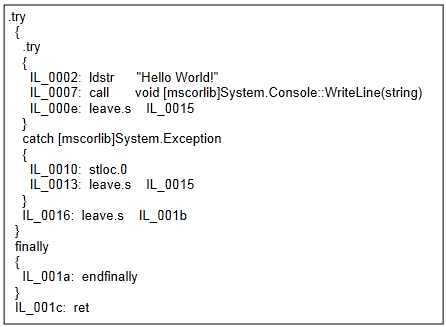 .try
{
.try
{
IL_0002: ldstr "Hello World!"
IL_0007: call void [mscorlib]System.Console::WriteLine(string)
IL_000e: leave.s IL_0015
}
catch [mscorlib]System.Exception
{
IL_0010: stloc.0
IL_0013: leave.s IL_0015
}
IL_0016: leave.s IL_001b
}
finally
{
IL_001a: endfinally
}
IL_001c: ret